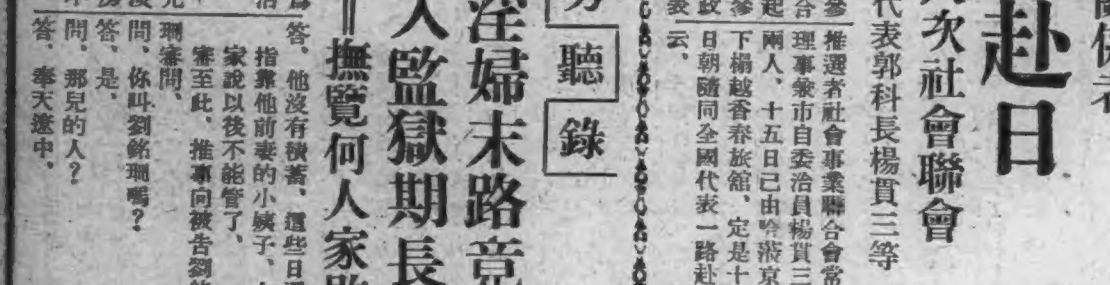 赴日
次社會聯會
代表郭科長楊貫三等
推選者社會事業聯合會常
理事兼市自委治員楊貫三
兩人、十五日已由哈蒞京
下榻越香春旅舘、定是十
日朝隨同全國代表一路赴
云、
聽錄
淫婦末路竟
人監獄期長
＝撫覽何人家
答、他沒有積蓄、這些日
指靠他前妻的小姨子、
家說以後不能管了、
審至此、推事向被告劉
審問、
問、你叫劉銘瑚嗎？
答、是、
問、那兒的人？
答、奉天遼中、